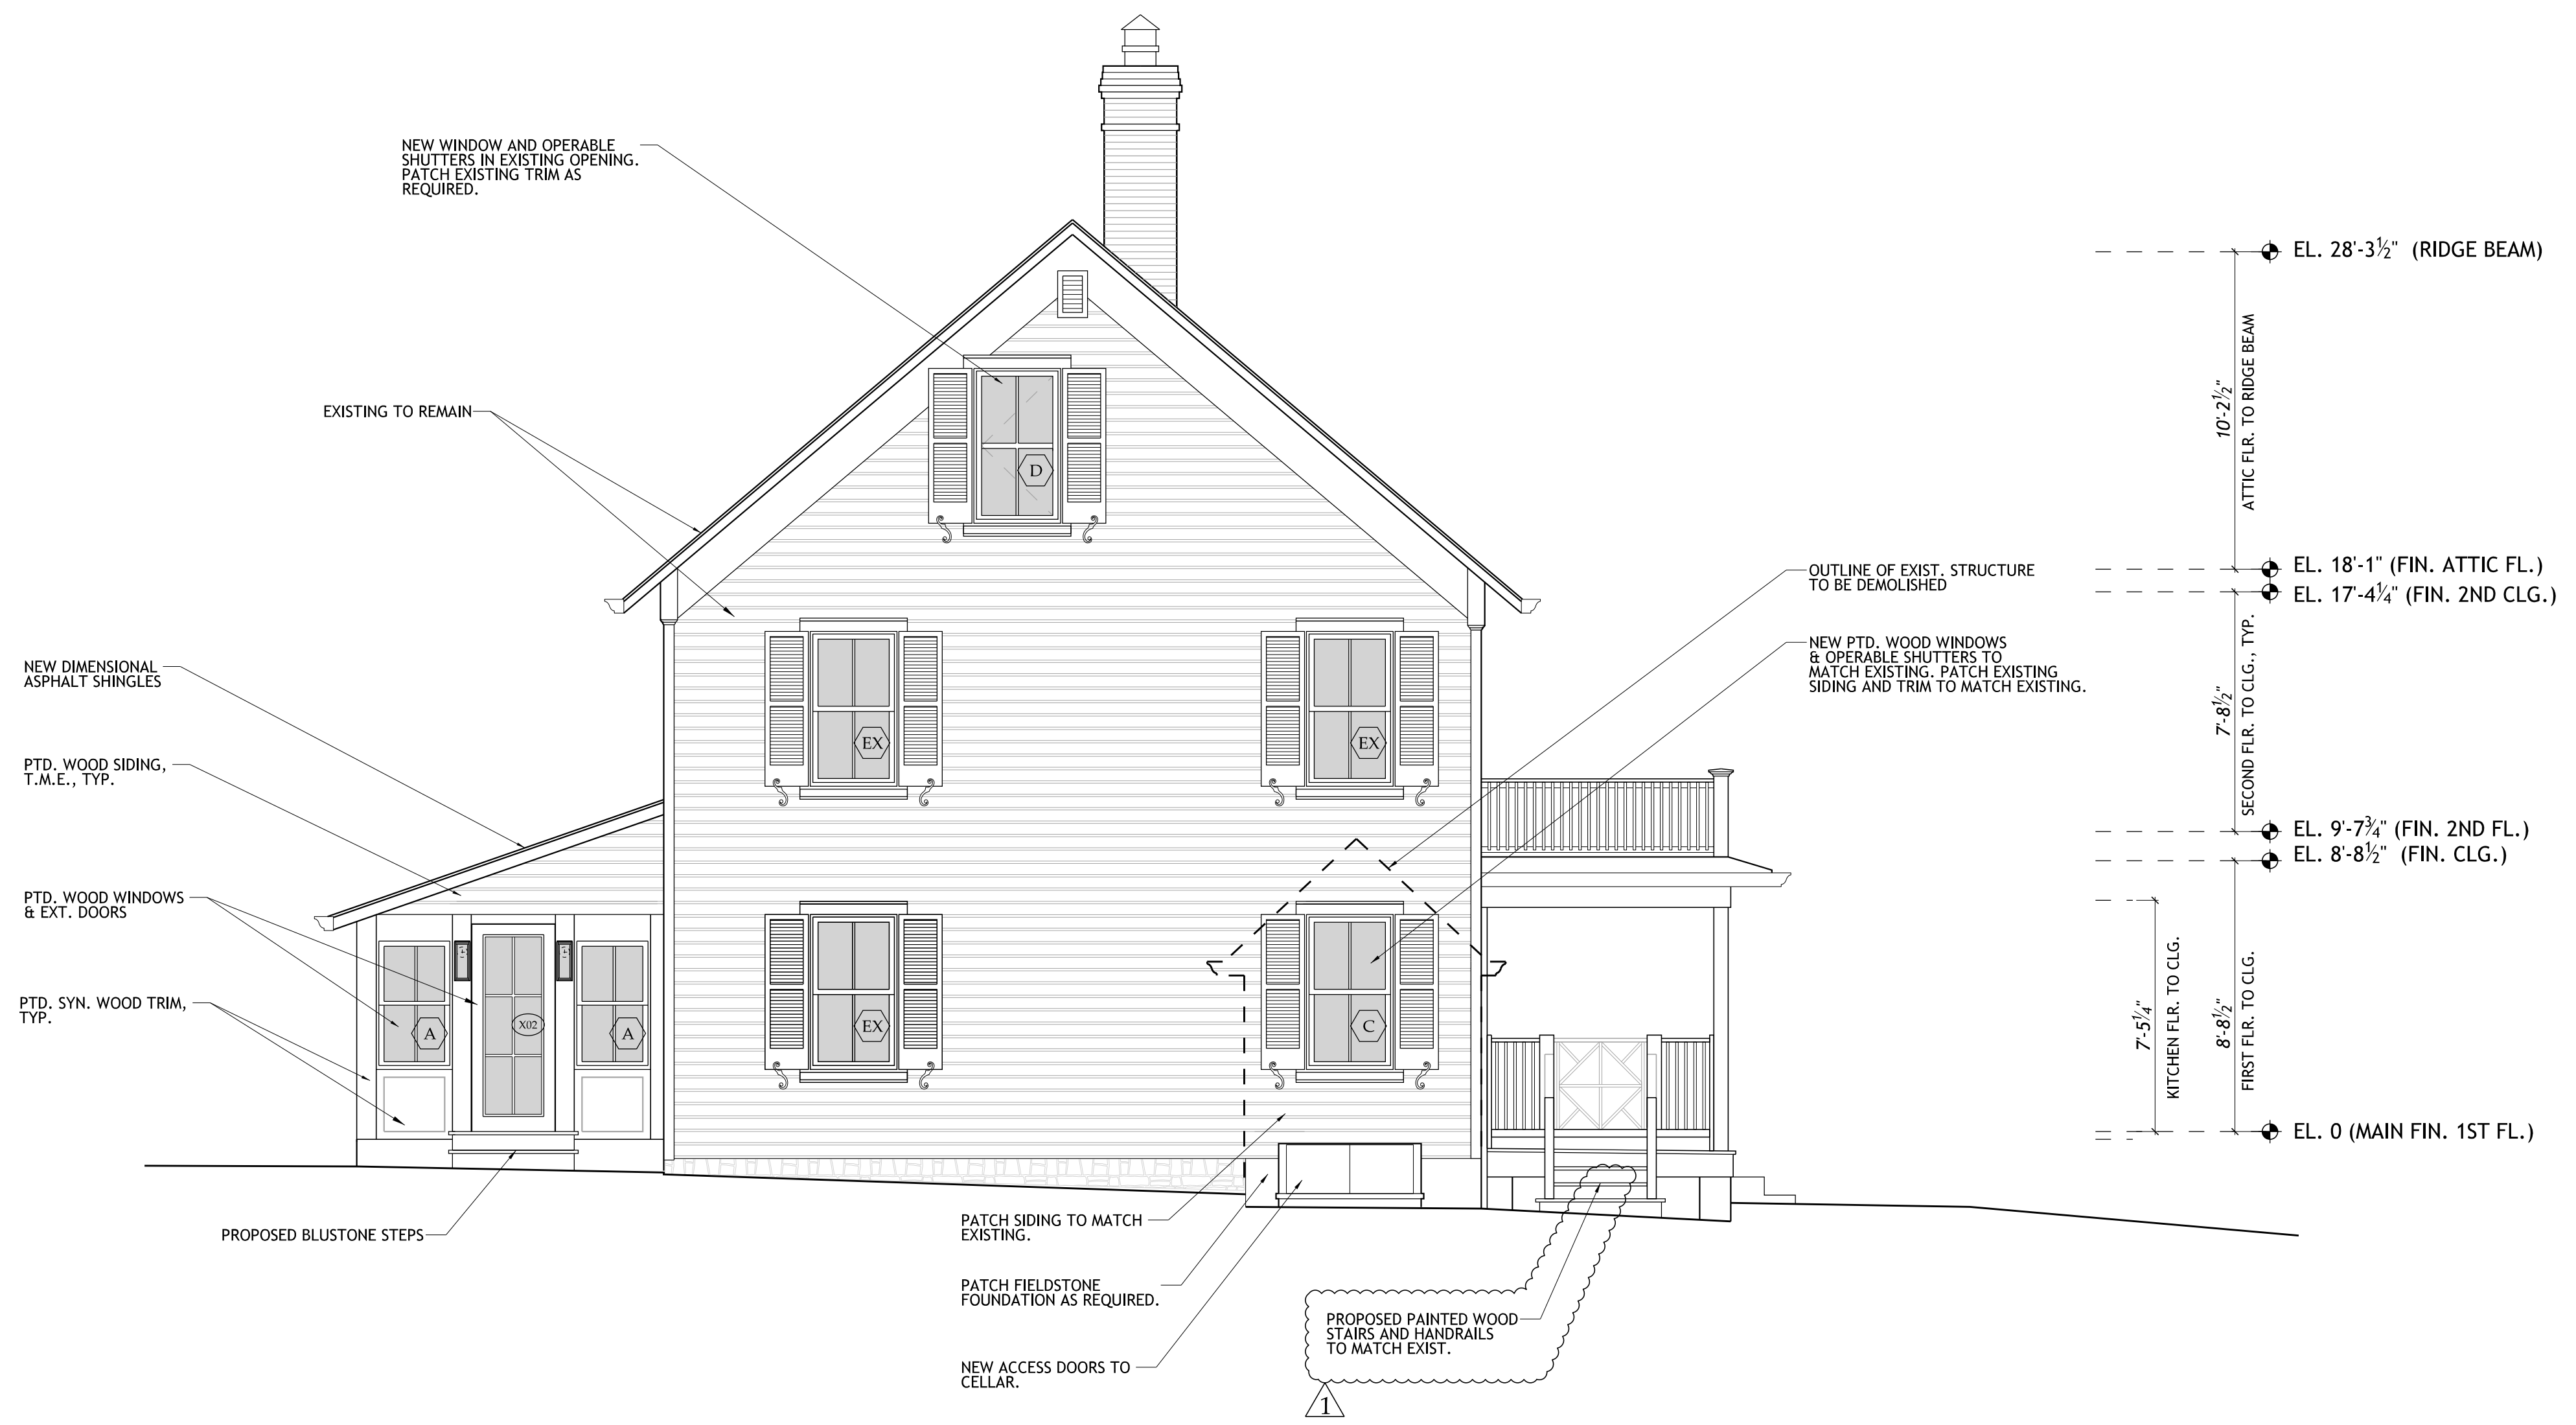 NEW WINDOW AND OPERABLE
SHUTTERS IN EXISTING OPENING.
PATCH EXISTING TRIM AS
REQUIRED.
EXISTING TO REMAIN
NEW DIMENSIONAL
ASPHALT SHINGLES
PTD. WOOD SIDING,
T.M.E., TYP.
PTD. WOOD WINDOWS
& EXT. DOORS
PTD. SYN. WOOD TRIM,
TYP.
PROPOSED BLUSTONE STEPS
D
EX
EX
A
X02
A
EX
C
OUTLINE OF EXIST. STRUCTURE
TO BE DEMOLISHED
NEW PTD. WOOD WINDOWS
& OPERABLE SHUTTERS TO
MATCH EXISTING. PATCH EXISTING
SIDING AND TRIM TO MATCH EXISTING.
PATCH SIDING TO MATCH
EXISTING.
PATCH FIELDSTONE
FOUNDATION AS REQUIRED.
NEW ACCESS DOORS TO
CELLAR.
PROPOSED PAINTED WOOD
STAIRS AND HANDRAILS
TO MATCH EXIST.
1
EL. 28'-3½" (RIDGE BEAM)
10'-2½"
ATTIC FLR. TO RIDGE BEAM
EL. 18'-1" (FIN. ATTIC FL.)
EL. 17'-4¼" (FIN. 2ND CLG.)
7'-8½"
SECOND FLR. TO CLG., TYP.
EL. 9'-7¾" (FIN. 2ND FL.)
EL. 8'-8½" (FIN. CLG.)
7'-5¼"
KITCHEN FLR. TO CLG.
8'-8½"
FIRST FLR. TO CLG.
EL. 0 (MAIN FIN. 1ST FL.)